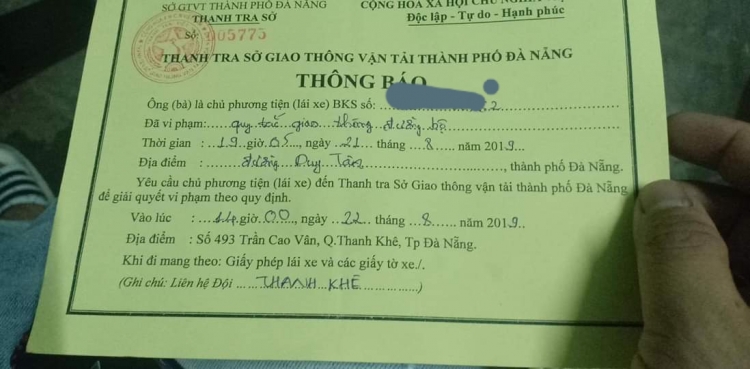 SỞ GTVT THÀNH PHỐ ĐÀ NẴNG
THANH TRA SỞ
CỘNG HÒA XÃ HỘI CHỦ NGHĨA
Độc lập - Tự do - Hạnh phúc
Số: 005775
THANH TRA SỞ GIAO THÔNG VẬN TẢI THÀNH PHỐ ĐÀ NẴNG
THÔNG BÁO
Ông (bà) là chủ phương tiện (lái xe) BKS số: 2
Đã vi phạm: quy tắc giao thông đường bộ
Thời gian : 19 giờ 05, ngày 21 tháng 8 năm 2019.
Địa điểm : đường Duy Tân, thành phố Đà Nẵng.
Yêu cầu chủ phương tiện (lái xe) đến Thanh tra Sở Giao thông vận tải thành phố Đà Nẵng
để giải quyết vi phạm theo quy định.
Vào lúc : 14 giờ 00, ngày 22 tháng 8 năm 2019.
Địa điểm : Số 493 Trần Cao Vân, Q.Thanh Khê, Tp Đà Nẵng.
Khi đi mang theo: Giấy phép lái xe và các giấy tờ xe./.
(Ghi chú: Liên hệ Đội THANH KHÊ)